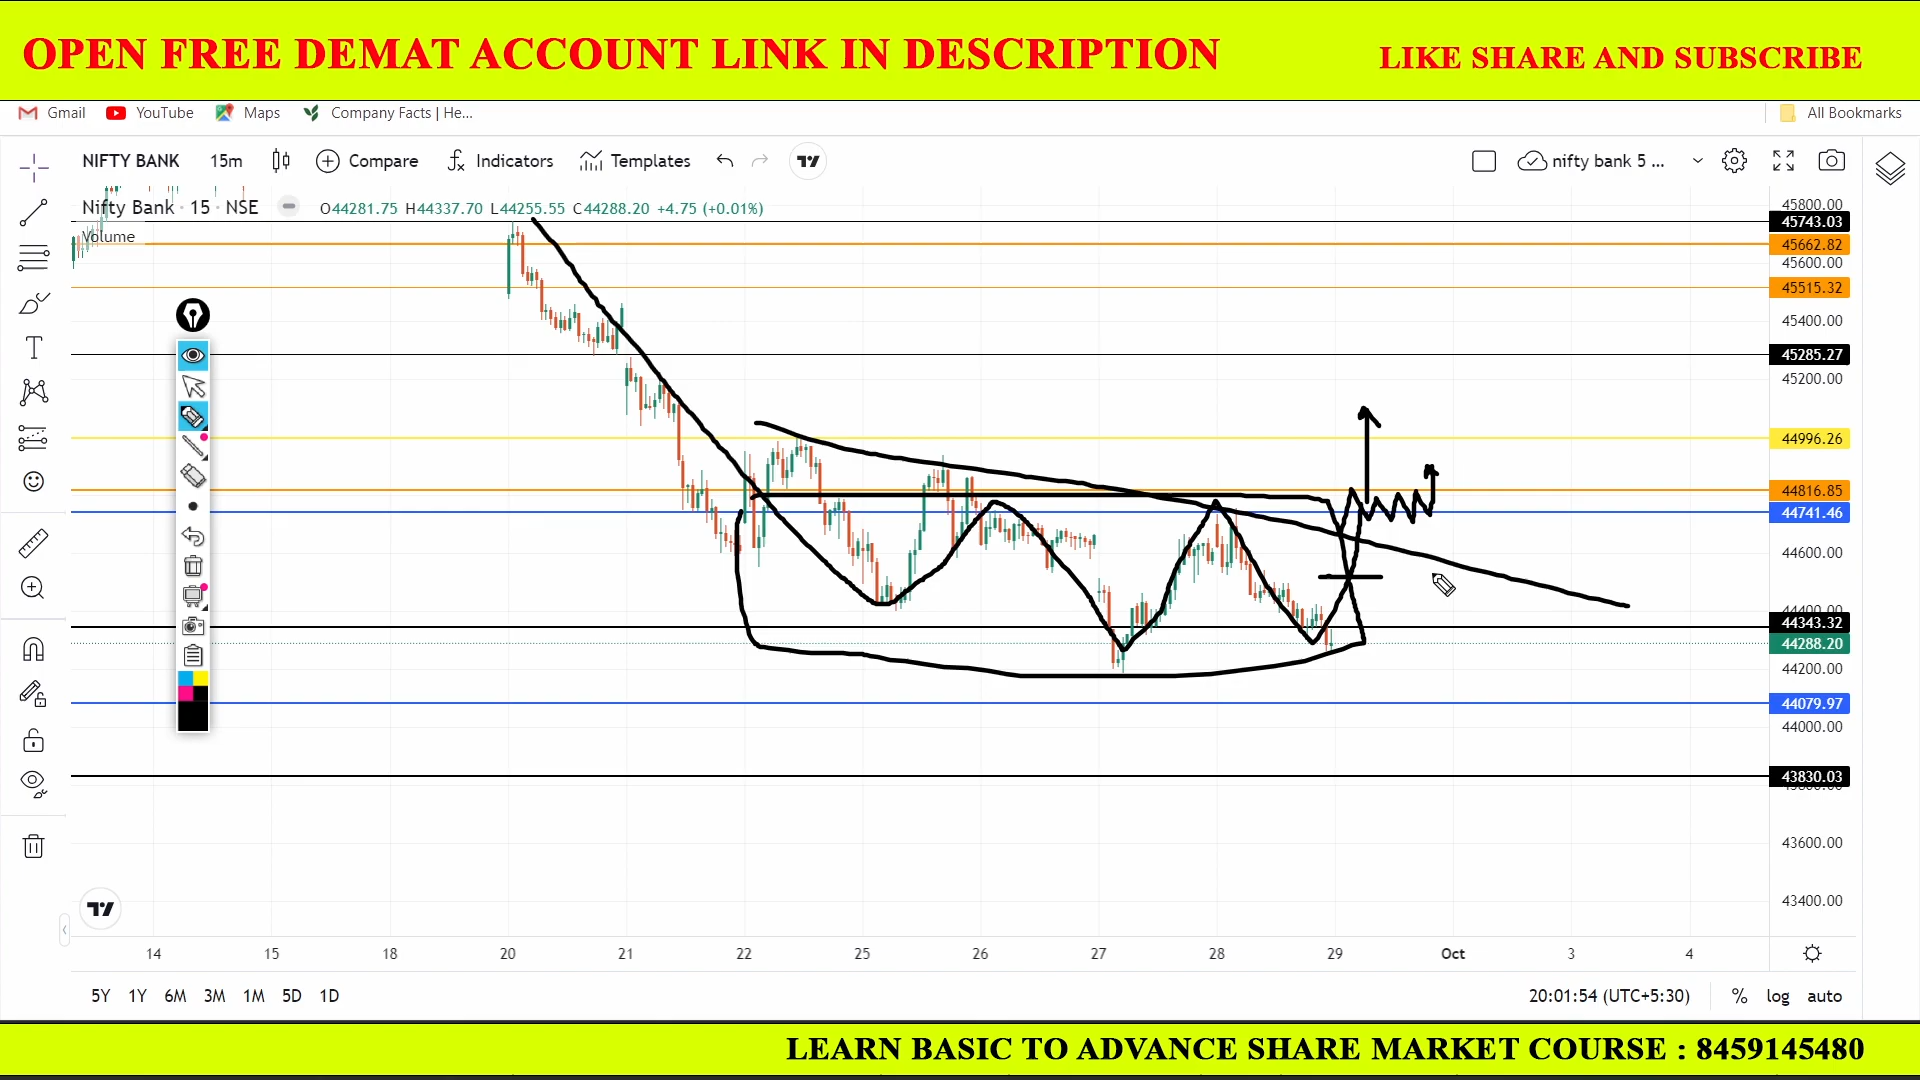 OPEN FREE DEMAT ACCOUNT LINK IN DESCRIPTION
LIKE SHARE AND SUBSCRIBE
Gmail YouTube Maps Company Facts | He... All Bookmarks
NIFTY BANK 15m Compare Indicators Templates nifty bank 5 ...
Nifty Bank · 15 · NSE O44281.75 H44337.70 L44255.55 C44288.20 +4.75 (+0.01%)
Volume
45800.00
45743.03
45662.82
45600.00
45515.32
45400.00
45285.27
45200.00
44996.26
44816.85
44741.46
44600.00
44400.00
44343.32
44288.20
44200.00
44079.97
44000.00
43830.03
43800.00
43600.00
43400.00
14 15 18 20 21 22 25 26 27 28 29 Oct 3 4
5Y 1Y 6M 3M 1M 5D 1D 20:01:54 (UTC+5:30) % log auto
LEARN BASIC TO ADVANCE SHARE MARKET COURSE : 8459145480